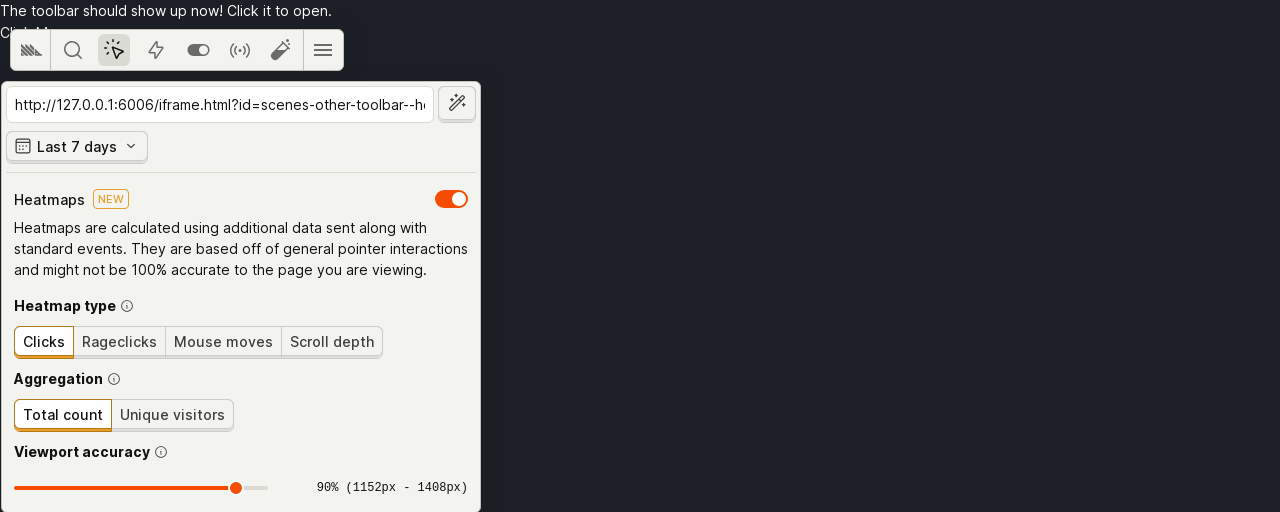 The toolbar should show up now! Click it to open.
http://127.0.0.1:6006/iframe.html?id=scenes-other-toolbar--he
Last 7 days
Heatmaps NEW
Heatmaps are calculated using additional data sent along with
standard events. They are based off of general pointer interactions
and might not be 100% accurate to the page you are viewing.
Heatmap type
Clicks Rageclicks Mouse moves Scroll depth
Aggregation
Total count Unique visitors
Viewport accuracy
90% (1152px - 1408px)